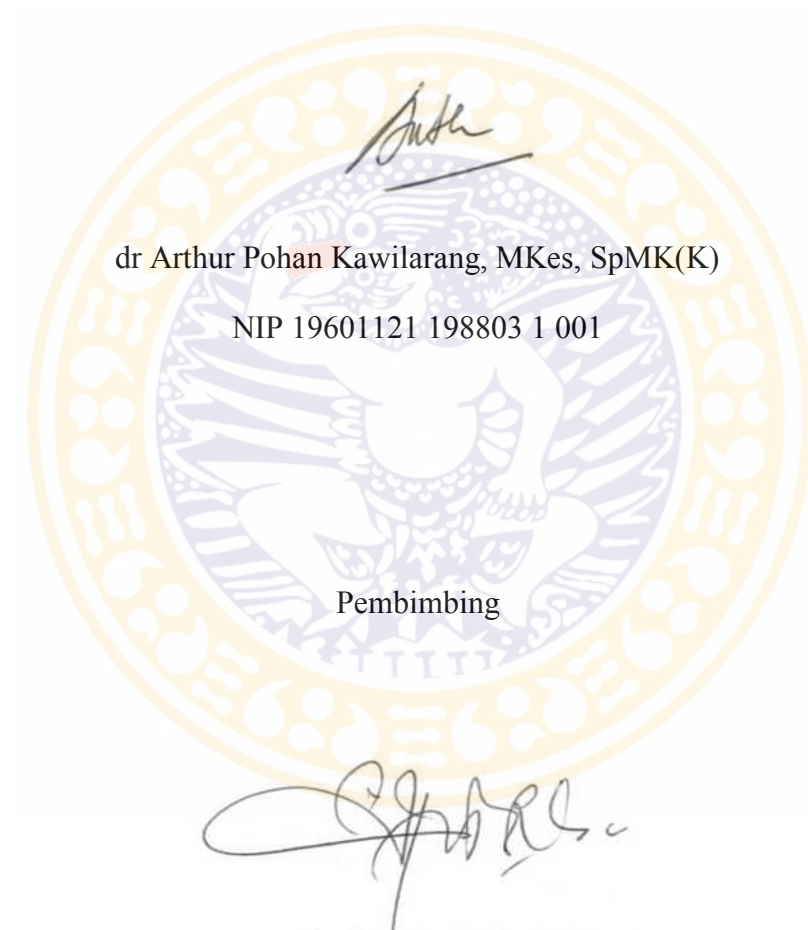 dr Arthur Pohan Kawilarang, MKes, SpMK(K)
NIP 19601121 198803 1 001
Pembimbing